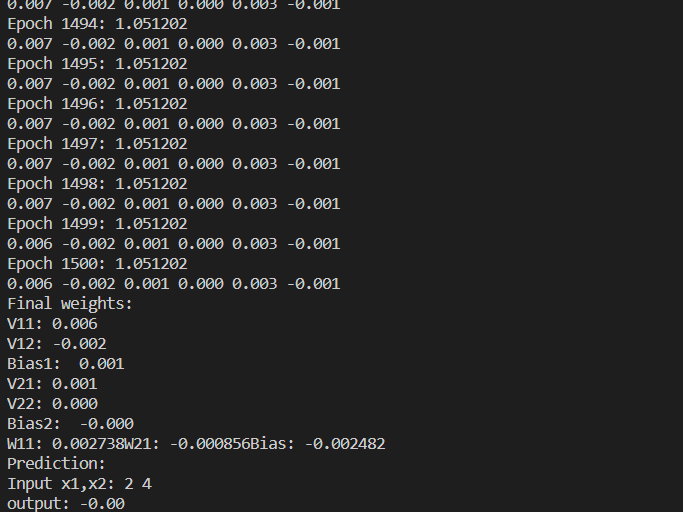 0.007 -0.002 0.001 0.000 0.003 -0.001
Epoch 1494: 1.051202
0.007 -0.002 0.001 0.000 0.003 -0.001
Epoch 1495: 1.051202
0.007 -0.002 0.001 0.000 0.003 -0.001
Epoch 1496: 1.051202
0.007 -0.002 0.001 0.000 0.003 -0.001
Epoch 1497: 1.051202
0.007 -0.002 0.001 0.000 0.003 -0.001
Epoch 1498: 1.051202
0.007 -0.002 0.001 0.000 0.003 -0.001
Epoch 1499: 1.051202
0.006 -0.002 0.001 0.000 0.003 -0.001
Epoch 1500: 1.051202
0.006 -0.002 0.001 0.000 0.003 -0.001
Final weights:
V11: 0.006
V12: -0.002
Bias1:  0.001
V21: 0.001
V22: 0.000
Bias2:  -0.000
W11: 0.002738W21: -0.000856Bias: -0.002482
Prediction:
Input x1,x2: 2 4
output: -0.00